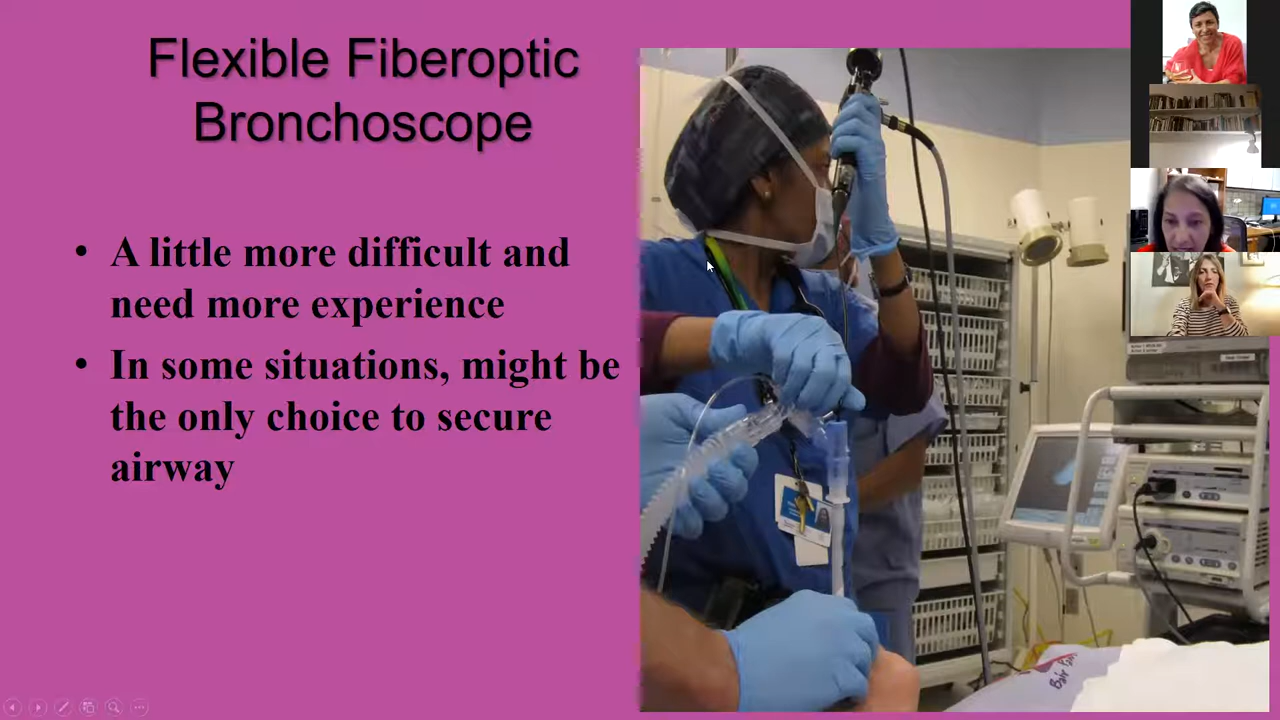 Flexible Fiberoptic
Bronchoscope
• A little more difficult and
need more experience
• In some situations, might be
the only choice to secure
airway
Bair